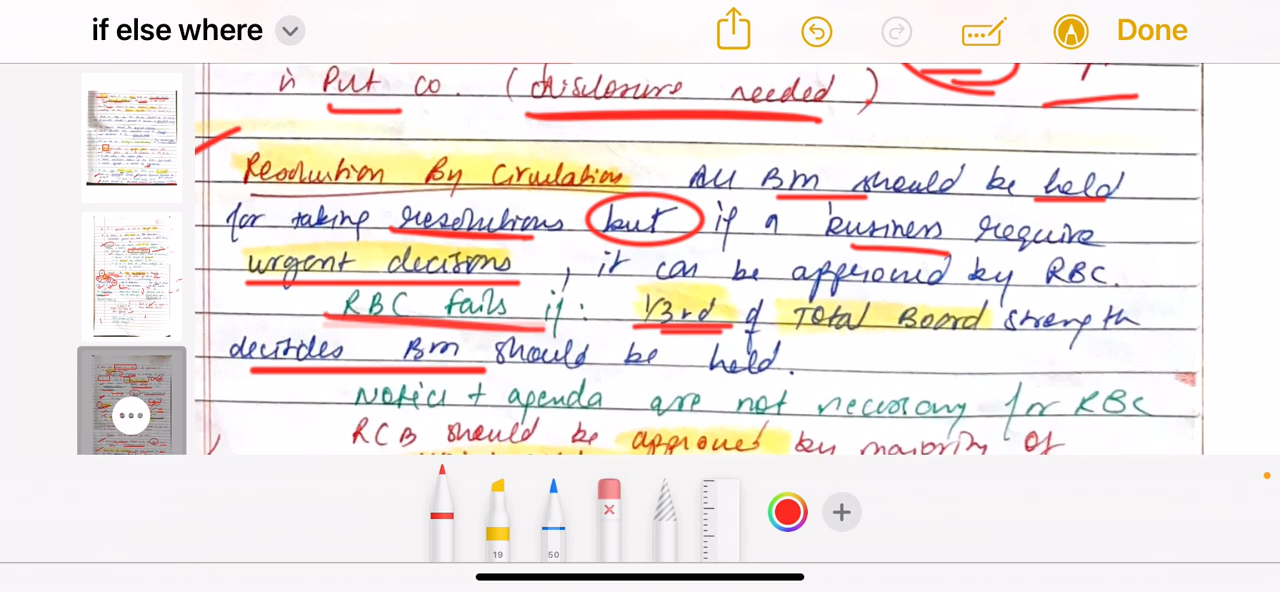 if else where
Done
in Pvt co. (disclosure needed)
Resolution By Circulation All BM should be held
for taking resolutions but if a business require
urgent decisions, it can be approved by RBC.
RBC fails if: 1/3rd of Total Board strength
decides BM should be held.
Notice + agenda are not necessary for RBC
RCB should be approved by majority of
19
50